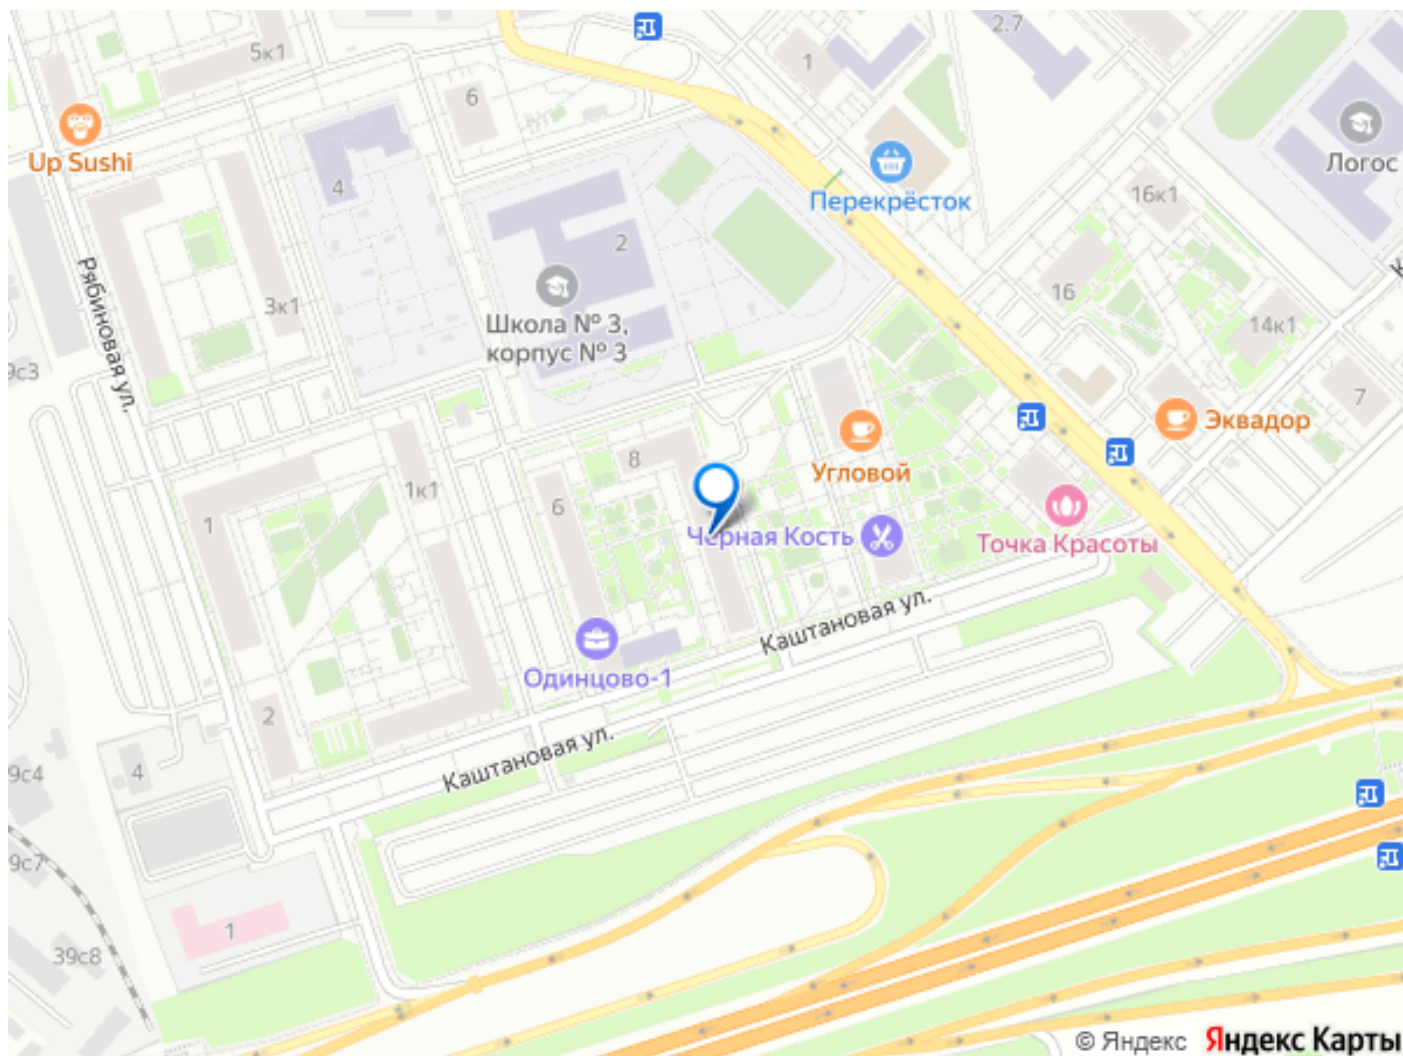 2.7
5к1
1
6
Up Sushi
Логос
4
Перекрёсток
16к1
2
Рябиновая ул.
3к1
16
Школа № 3,
корпус № 3
14к1
9с3
7
Эквадор
Угловой
8
1к1
6
1
Чёрная Кость
Точка Красоты
Каштановая ул.
Одинцово-1
2
Каштановая ул.
9с4
4
9с7
1
39с8
© Яндекс Яндекс Карты